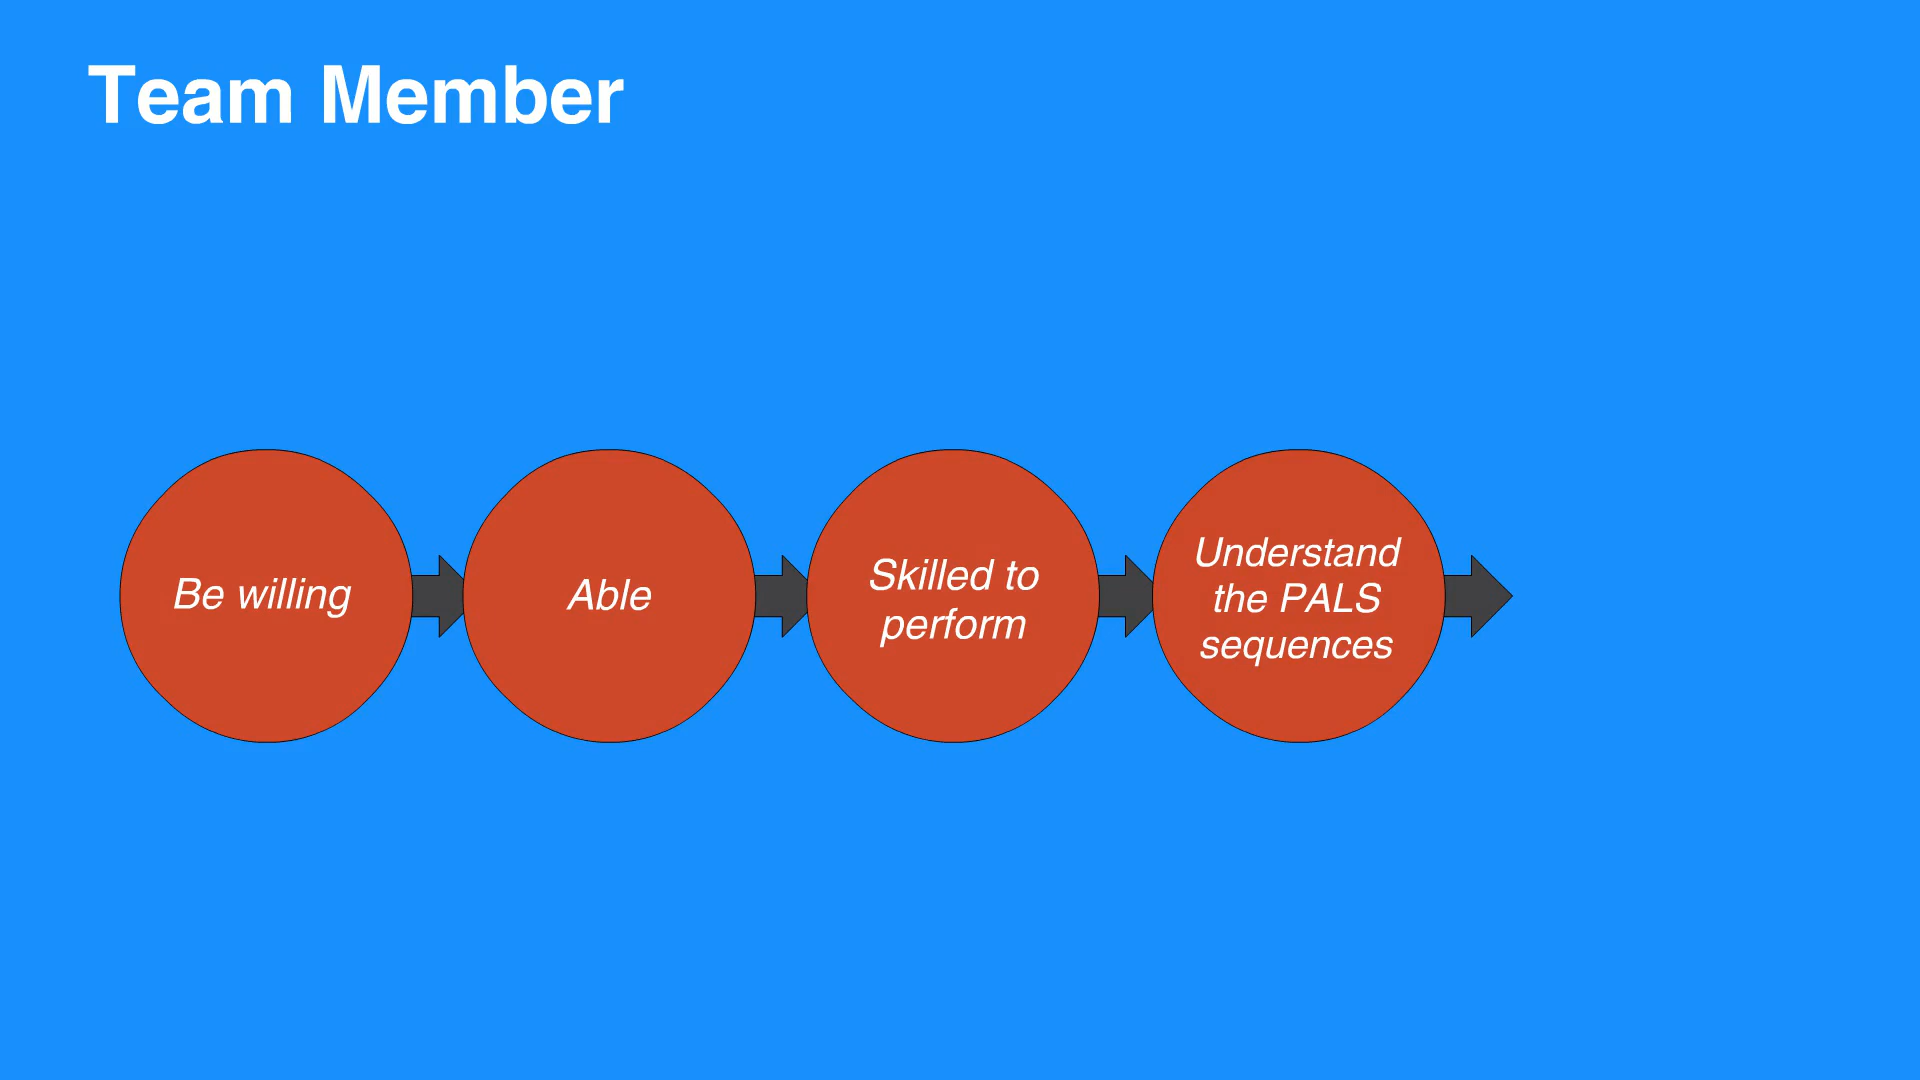 Team Member
Be willing
Able
Skilled to
perform
Understand
the PALS
sequences